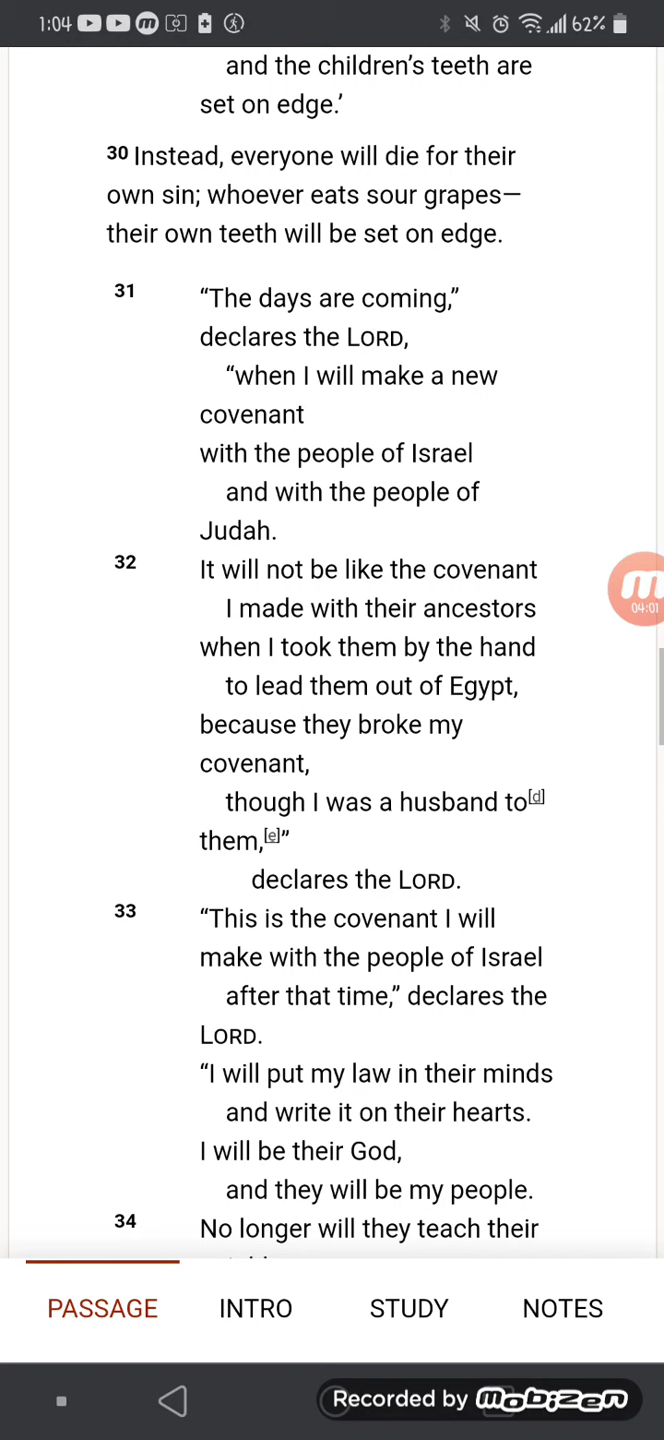 1:04 62%
and the children’s teeth are
set on edge.’
30 Instead, everyone will die for their
own sin; whoever eats sour grapes—
their own teeth will be set on edge.
31 “The days are coming,”
declares the LORD,
“when I will make a new
covenant
with the people of Israel
and with the people of
Judah.
32 It will not be like the covenant
I made with their ancestors
when I took them by the hand
to lead them out of Egypt,
because they broke my
covenant,
though I was a husband to[d]
them,[e]”
declares the LORD.
33 “This is the covenant I will
make with the people of Israel
after that time,” declares the
LORD.
“I will put my law in their minds
and write it on their hearts.
I will be their God,
and they will be my people.
34 No longer will they teach their
m
04:01
PASSAGE INTRO STUDY NOTES
Recorded by mobizen